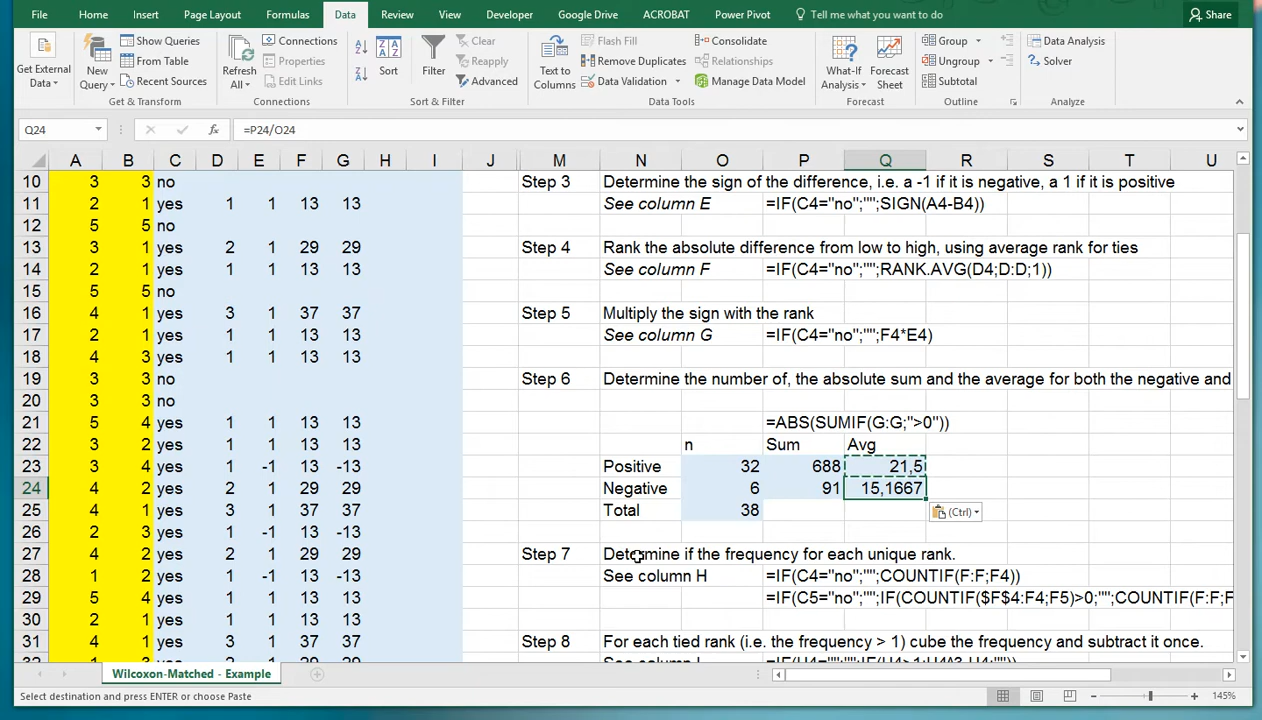 File Home Insert Page Layout Formulas Data Review View Developer Google Drive ACROBAT Power Pivot Tell me what you want to do Share
Get External Data New Query Show Queries From Table Recent Sources Get & Transform
Refresh All Connections Properties Edit Links Connections
Sort Filter Clear Reapply Advanced Sort & Filter
Text to Columns Flash Fill Remove Duplicates Data Validation Consolidate Relationships Manage Data Model Data Tools
What-If Analysis Forecast Sheet Forecast
Group Ungroup Subtotal Outline
Data Analysis Solver Analyze
Q24 fx =P24/O24
A B C D E F G H I J M N O P Q R S T U
10 3 3 no Step 3 Determine the sign of the difference, i.e. a -1 if it is negative, a 1 if it is positive
11 2 1 yes 1 1 13 13 See column E =IF(C4="no";"";SIGN(A4-B4))
12 5 5 no
13 3 1 yes 2 1 29 29 Step 4 Rank the absolute difference from low to high, using average rank for ties
14 2 1 yes 1 1 13 13 See column F =IF(C4="no";"";RANK.AVG(D4;D:D;1))
15 5 5 no
16 4 1 yes 3 1 37 37 Step 5 Multiply the sign with the rank
17 2 1 yes 1 1 13 13 See column G =IF(C4="no";"";F4*E4)
18 4 3 yes 1 1 13 13
19 3 3 no Step 6 Determine the number of, the absolute sum and the average for both the negative and
20 3 3 no
21 5 4 yes 1 1 13 13 =ABS(SUMIF(G:G;">0"))
22 3 2 yes 1 1 13 13 n Sum Avg
23 3 4 yes 1 -1 13 -13 Positive 32 688 21,5
24 4 2 yes 2 1 29 29 Negative 6 91 15,1667
25 4 1 yes 3 1 37 37 Total 38
26 2 3 yes 1 -1 13 -13 (Ctrl)
27 4 2 yes 2 1 29 29 Step 7 Determine if the frequency for each unique rank.
28 1 2 yes 1 -1 13 -13 See column H =IF(C4="no";"";COUNTIF(F:F;F4))
29 5 4 yes 1 1 13 13 =IF(C5="no";"";IF(COUNTIF($F$4:F4;F5)>0;"";COUNTIF(F:F;F
30 2 1 yes 1 1 13 13
31 4 1 yes 3 1 37 37 Step 8 For each tied rank (i.e. the frequency > 1) cube the frequency and subtract it once.
Wilcoxon-Matched - Example
Select destination and press ENTER or choose Paste 145%